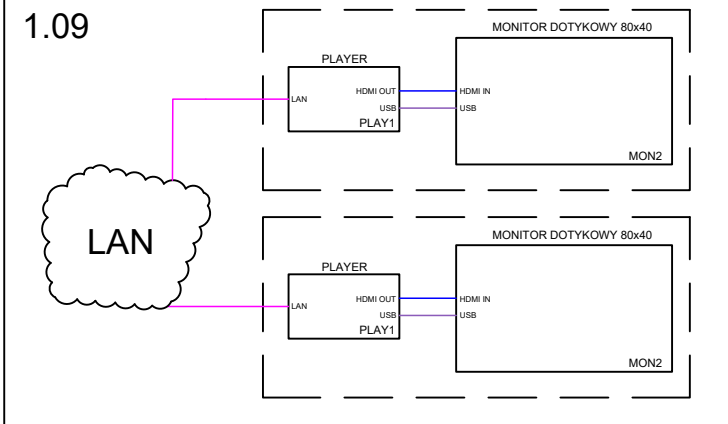 1.09
MONITOR DOTYKOWY 80x40
PLAYER
LAN
HDMI OUT
HDMI IN
USB
USB
PLAY1
MON2
LAN
MONITOR DOTYKOWY 80x40
PLAYER
LAN
HDMI OUT
HDMI IN
USB
USB
PLAY1
MON2